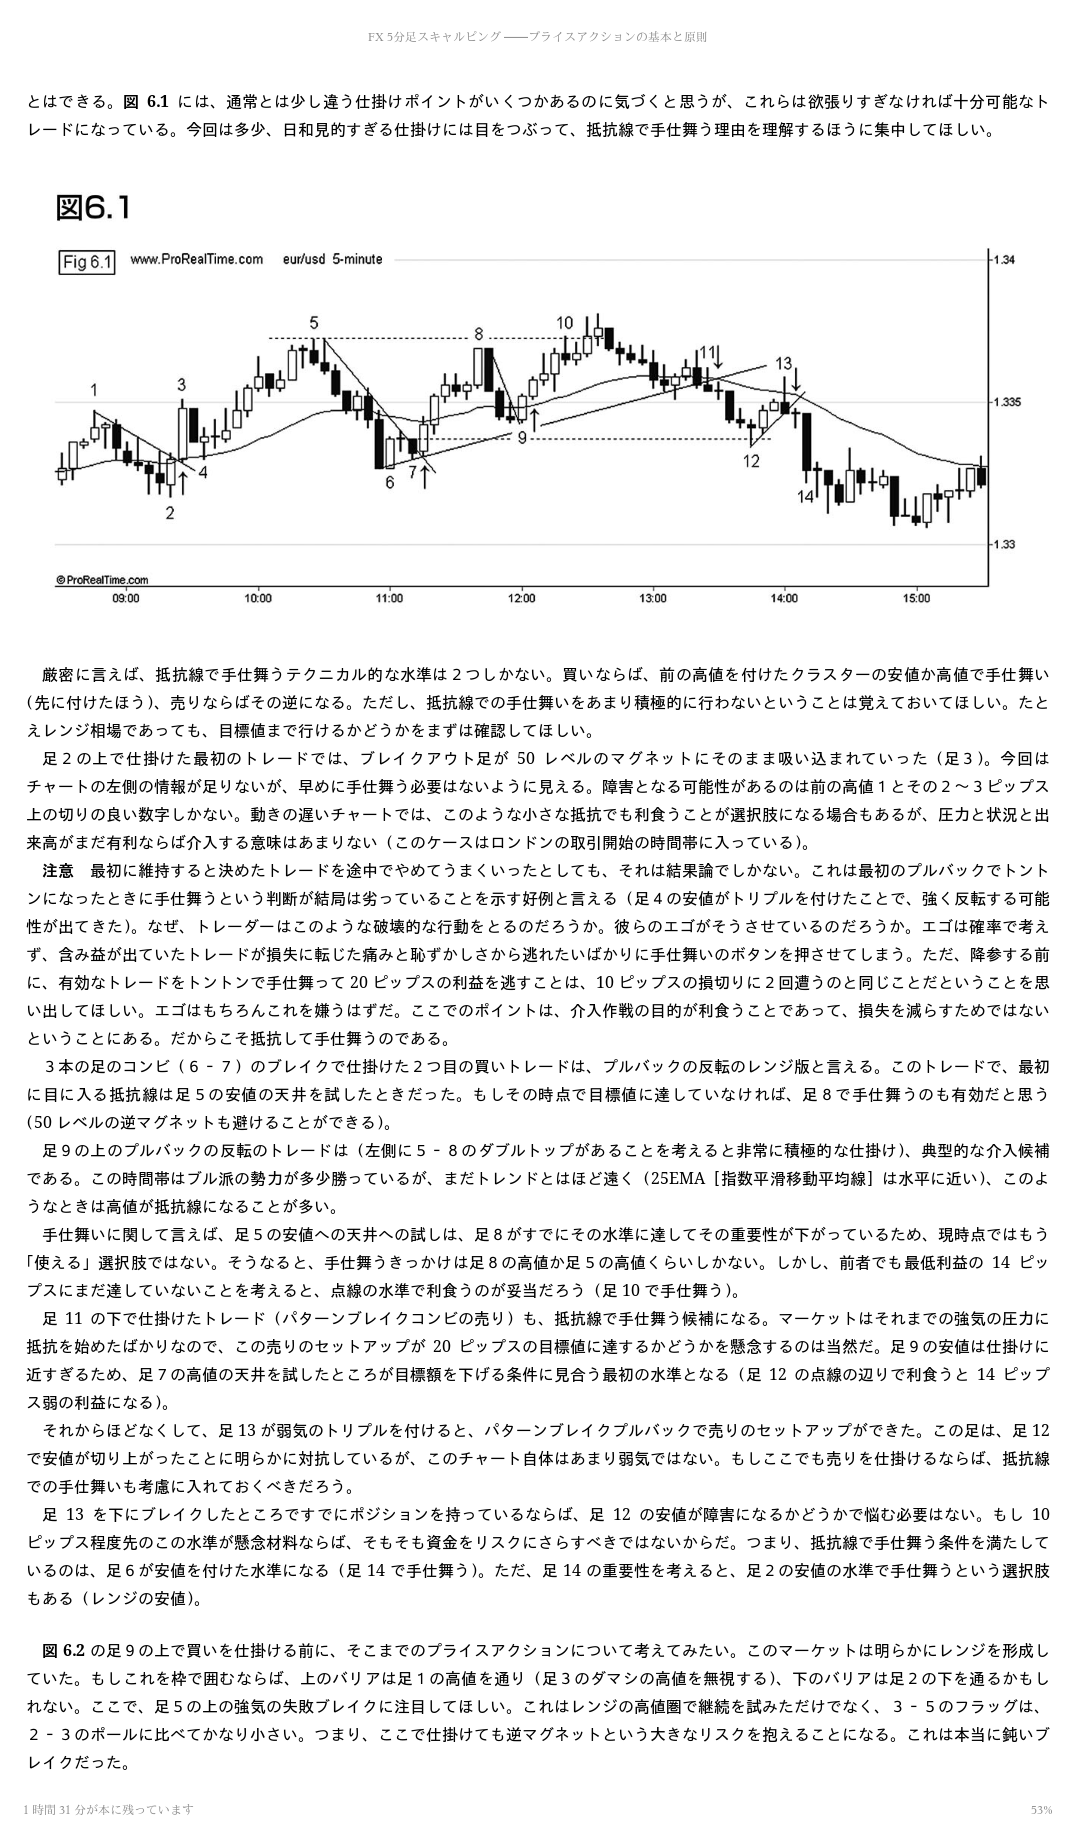 FX 5分足スキャルピング ――プライスアクションの基本と原則
とはできる。図 6.1 には、通常とは少し違う仕掛けポイントがいくつかあるのに気づくと思うが、これらは欲張りすぎなければ十分可能なト
レードになっている。今回は多少、日和見的すぎる仕掛けには目をつぶって、抵抗線で手仕舞う理由を理解するほうに集中してほしい。
図6.1
Fig 6.1 www.ProRealTime.com eur/usd 5-minute
1.34
5
8
10
11
13
1
3
1.335
9
4
6
7
12
2
14
1.33
©ProRealTime.com
09:00 10:00 11:00 12:00 13:00 14:00 15:00
厳密に言えば、抵抗線で手仕舞うテクニカル的な水準は２つしかない。買いならば、前の高値を付けたクラスターの安値か高値で手仕舞い
（先に付けたほう）、売りならばその逆になる。ただし、抵抗線での手仕舞いをあまり積極的に行わないということは覚えておいてほしい。たと
えレンジ相場であっても、目標値まで行けるかどうかをまずは確認してほしい。
足２の上で仕掛けた最初のトレードでは、ブレイクアウト足が 50 レベルのマグネットにそのまま吸い込まれていった（足３）。今回は
チャートの左側の情報が足りないが、早めに手仕舞う必要はないように見える。障害となる可能性があるのは前の高値１とその２～３ピップス
上の切りの良い数字しかない。動きの遅いチャートでは、このような小さな抵抗でも利食うことが選択肢になる場合もあるが、圧力と状況と出
来高がまだ有利ならば介入する意味はあまりない（このケースはロンドンの取引開始の時間帯に入っている）。
注意　最初に維持すると決めたトレードを途中でやめてうまくいったとしても、それは結果論でしかない。これは最初のプルバックでトント
ンになったときに手仕舞うという判断が結局は劣っていることを示す好例と言える（足４の安値がトリプルを付けたことで、強く反転する可能
性が出てきた）。なぜ、トレーダーはこのような破壊的な行動をとるのだろうか。彼らのエゴがそうさせているのだろうか。エゴは確率で考え
ず、含み益が出ていたトレードが損失に転じた痛みと恥ずかしさから逃れたいばかりに手仕舞いのボタンを押させてしまう。ただ、降参する前
に、有効なトレードをトントンで手仕舞って 20 ピップスの利益を逃すことは、10 ピップスの損切りに２回遭うのと同じことだということを思
い出してほしい。エゴはもちろんこれを嫌うはずだ。ここでのポイントは、介入作戦の目的が利食うことであって、損失を減らすためではない
ということにある。だからこそ抵抗して手仕舞うのである。
３本の足のコンビ（６‐７）のブレイクで仕掛けた２つ目の買いトレードは、プルバックの反転のレンジ版と言える。このトレードで、最初
に目に入る抵抗線は足５の安値の天井を試したときだった。もしその時点で目標値に達していなければ、足８で手仕舞うのも有効だと思う
（50 レベルの逆マグネットも避けることができる）。
足９の上のプルバックの反転のトレードは（左側に５‐８のダブルトップがあることを考えると非常に積極的な仕掛け）、典型的な介入候補
である。この時間帯はブル派の勢力が多少勝っているが、まだトレンドとはほど遠く（25EMA［指数平滑移動平均線］は水平に近い）、このよ
うなときは高値が抵抗線になることが多い。
手仕舞いに関して言えば、足５の安値への天井への試しは、足８がすでにその水準に達してその重要性が下がっているため、現時点ではもう
「使える」選択肢ではない。そうなると、手仕舞うきっかけは足８の高値か足５の高値くらいしかない。しかし、前者でも最低利益の 14 ピッ
プスにまだ達していないことを考えると、点線の水準で利食うのが妥当だろう（足 10 で手仕舞う）。
足 11 の下で仕掛けたトレード（パターンブレイクコンビの売り）も、抵抗線で手仕舞う候補になる。マーケットはそれまでの強気の圧力に
抵抗を始めたばかりなので、この売りのセットアップが 20 ピップスの目標値に達するかどうかを懸念するのは当然だ。足９の安値は仕掛けに
近すぎるため、足７の高値の天井を試したところが目標額を下げる条件に見合う最初の水準となる（足 12 の点線の辺りで利食うと 14 ピップ
ス弱の利益になる）。
それからほどなくして、足 13 が弱気のトリプルを付けると、パターンブレイクプルバックで売りのセットアップができた。この足は、足 12
で安値が切り上がったことに明らかに対抗しているが、このチャート自体はあまり弱気ではない。もしここでも売りを仕掛けるならば、抵抗線
での手仕舞いも考慮に入れておくべきだろう。
足 13 を下にブレイクしたところですでにポジションを持っているならば、足 12 の安値が障害になるかどうかで悩む必要はない。もし 10
ピップス程度先のこの水準が懸念材料ならば、そもそも資金をリスクにさらすべきではないからだ。つまり、抵抗線で手仕舞う条件を満たして
いるのは、足６が安値を付けた水準になる（足 14 で手仕舞う）。ただ、足 14 の重要性を考えると、足２の安値の水準で手仕舞うという選択肢
もある（レンジの安値）。
図 6.2 の足９の上で買いを仕掛ける前に、そこまでのプライスアクションについて考えてみたい。このマーケットは明らかにレンジを形成し
ていた。もしこれを枠で囲むならば、上のバリアは足１の高値を通り（足３のダマシの高値を無視する）、下のバリアは足２の下を通るかもし
れない。ここで、足５の上の強気の失敗ブレイクに注目してほしい。これはレンジの高値圏で継続を試みただけでなく、３‐５のフラッグは、
２‐３のポールに比べてかなり小さい。つまり、ここで仕掛けても逆マグネットという大きなリスクを抱えることになる。これは本当に鈍いブ
レイクだった。
1 時間 31 分が本に残っています
53%